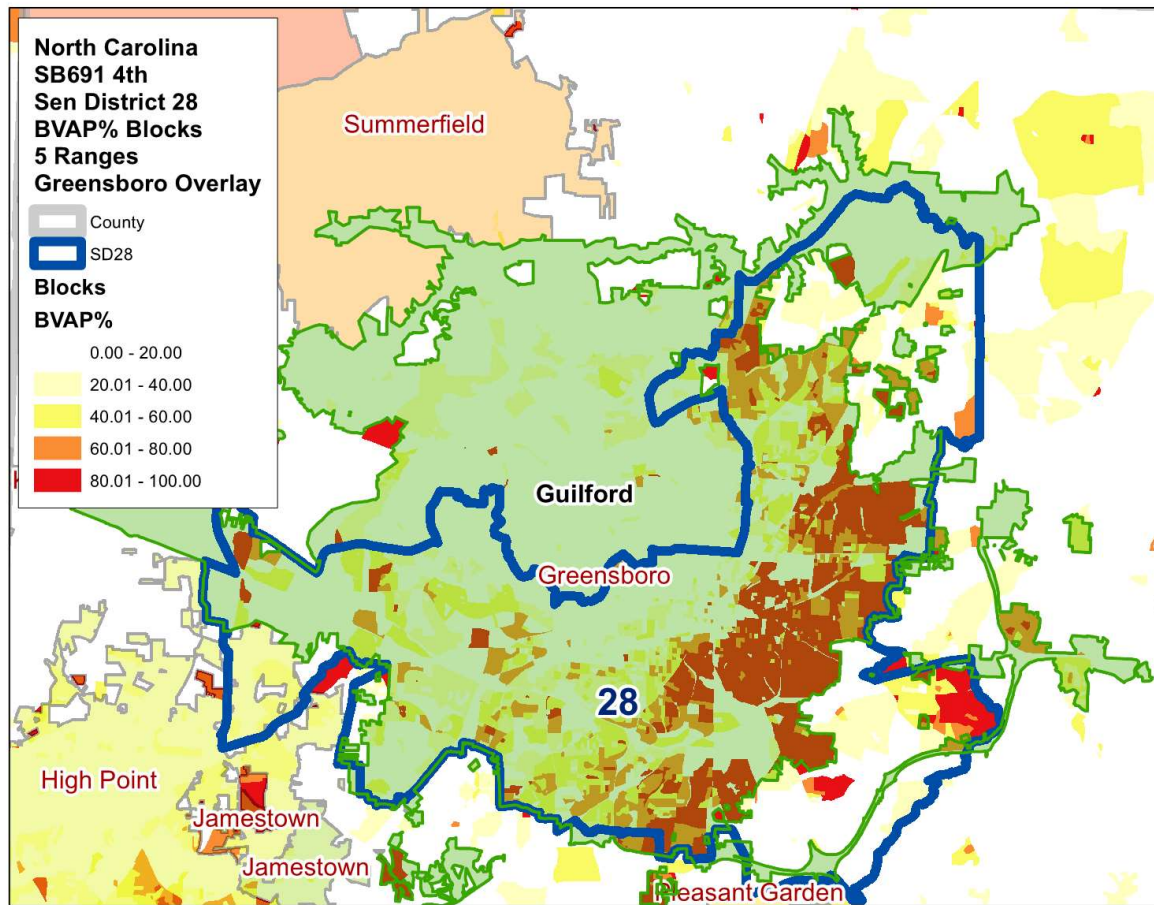 North Carolina
SB691 4th
Sen District 28
BVAP% Blocks
5 Ranges
Greensboro Overlay
County
SD28
Blocks
BVAP%
0.00 - 20.00
20.01 - 40.00
40.01 - 60.00
60.01 - 80.00
80.01 - 100.00
Summerfield
Guilford
Greensboro
28
High Point
Jamestown
Jamestown
Pleasant Garden